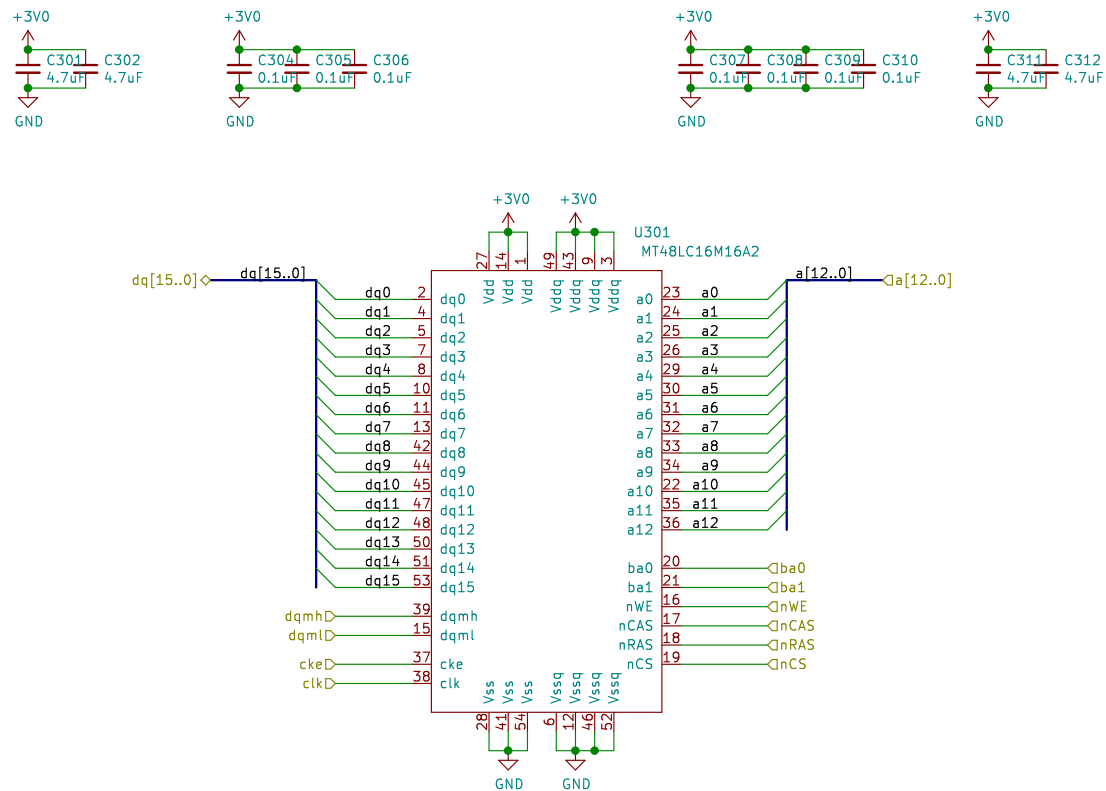 +3V0 +3V0 +3V0 +3V0
C301 C302 C304 C305 C306 C307 C308 C309 C310 C311 C312
4.7uF 4.7uF 0.1uF 0.1uF 0.1uF 0.1uF 0.1uF 0.1uF 0.1uF 4.7uF 4.7uF
GND GND GND GND
+3V0 +3V0
U301
MT48LC16M16A2
27 14 1 49 43 9 3
Vdd Vdd Vdd Vddq Vddq Vddq Vddq
dq[15..0] dq[15..0] a[12..0] a[12..0]
dq0 2 dq0 a0 23 a0
dq1 4 dq1 a1 24 a1
dq2 5 dq2 a2 25 a2
dq3 7 dq3 a3 26 a3
dq4 8 dq4 a4 29 a4
dq5 10 dq5 a5 30 a5
dq6 11 dq6 a6 31 a6
dq7 13 dq7 a7 32 a7
dq8 42 dq8 a8 33 a8
dq9 44 dq9 a9 34 a9
dq10 45 dq10 a10 22 a10
dq11 47 dq11 a11 35 a11
dq12 48 dq12 a12 36 a12
dq13 50 dq13
dq14 51 dq14 ba0 20 ba0
dq15 53 dq15 ba1 21 ba1
nWE 16 nWE
dqmh 39 dqmh nCAS 17 nCAS
dqml 15 dqml nRAS 18 nRAS
cke 37 cke nCS 19 nCS
clk 38 clk
Vss Vss Vss Vssq Vssq Vssq Vssq
28 41 54 6 12 46 52
GND GND